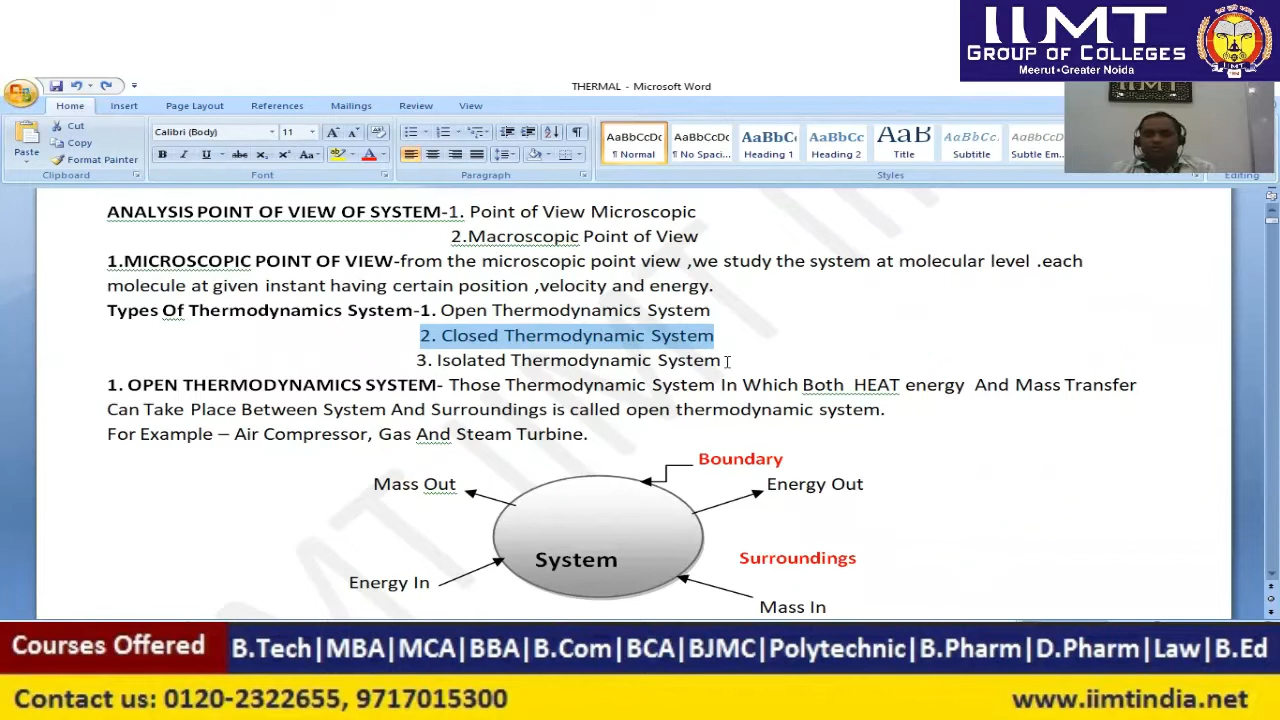 IIMT
GROUP OF COLLEGES
Meerut•Greater Noida
THERMAL - Microsoft Word
Home Insert Page Layout References Mailings Review View
Cut
Copy
Format Painter
Paste
Clipboard
Calibri (Body) 11
Font
Paragraph
AaBbCcDc AaBbCcDc AaBbC AaBbCc AaB AaBbCc. AaBbCcDc
¶ Normal ¶ No Spaci... Heading 1 Heading 2 Title Subtitle Subtle Em...
Styles
Editing
ANALYSIS POINT OF VIEW OF SYSTEM-1. Point of View Microscopic
2.Macroscopic Point of View
1.MICROSCOPIC POINT OF VIEW-from the microscopic point view ,we study the system at molecular level .each
molecule at given instant having certain position ,velocity and energy.
Types Of Thermodynamics System-1. Open Thermodynamics System
2. Closed Thermodynamic System
3. Isolated Thermodynamic System
1. OPEN THERMODYNAMICS SYSTEM- Those Thermodynamic System In Which Both HEAT energy And Mass Transfer
Can Take Place Between System And Surroundings is called open thermodynamic system.
For Example – Air Compressor, Gas And Steam Turbine.
Boundary
Mass Out
Energy Out
System
Surroundings
Energy In
Mass In
Courses Offered
B.Tech|MBA|MCA|BBA|B.Com|BCA|BJMC|Polytechnic|B.Pharm|D.Pharm|Law|B.Ed
Contact us: 0120-2322655, 9717015300
www.iimtindia.net